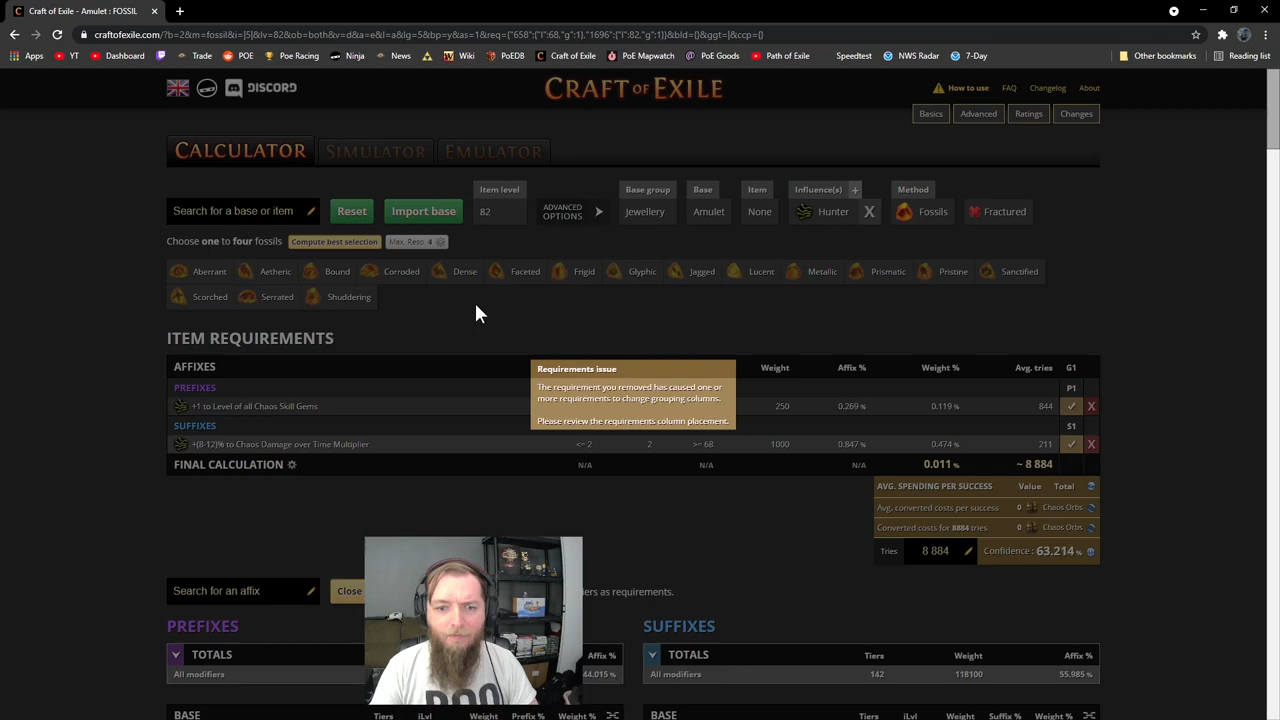 Craft of Exile - Amulet : FOSSIL
craftofexile.com/?b=2&m=fossil&i=|5|&lv=82&ob=both&v=d&a=e&l=a&lg=5&bp=y&as=1&req={"658":{"l":68,"g":1},"1696":{"l":82,"g":1}}&bld={}&ggt=|&ccp={}
Apps YT Dashboard Trade Poe Racing Ninja News Wiki PoEDB Craft of Exile PoE Mapwatch PoE Goods Path of Exile Speedtest NWS Radar 7-Day Other bookmarks Reading list
DISCORD
CRAFT OF EXILE
How to use FAQ Changelog About
Basics Advanced Ratings Changes
CALCULATOR SIMULATOR EMULATOR
Item level Base group Base Item Influence(s) + Method
Search for a base or item Reset Import base 82 ADVANCED OPTIONS Jewellery Amulet None Hunter X Fossils Fractured
Choose one to four fossils Compute best selection Max. Reso. 4
Aberrant Aetheric Bound Corroded Dense Faceted Frigid Glyphic Jagged Lucent Metallic Prismatic Pristine Sanctified
Scorched Serrated Shuddering
ITEM REQUIREMENTS
AFFIXES Weight Affix % Weight % Avg. tries G1
Requirements issue
The requirement you removed has caused one or
more requirements to change grouping columns.
Please review the requirements column placement.
PREFIXES P1
+1 to Level of all Chaos Skill Gems 250 0.269 % 0.119 % 844 X
SUFFIXES S1
+(8-12)% to Chaos Damage over Time Multiplier <= 2 2 >= 68 1000 0.847 % 0.474 % 211 X
FINAL CALCULATION N/A N/A N/A 0.011 % ~ 8 884
AVG. SPENDING PER SUCCESS Value Total
Avg. converted costs per success 0 Chaos Orbs
Converted costs for 8884 tries 0 Chaos Orbs
Tries 8 884 Confidence : 63.214 %
Search for an affix Close iers as requirements.
PREFIXES SUFFIXES
TOTALS Affix % TOTALS Tiers Weight Affix %
All modifiers 44.015 % All modifiers 142 118100 55.985 %
BASE Tiers iLvl Weight Prefix % Weight % BASE Tiers iLvl Weight Suffix % Weight %